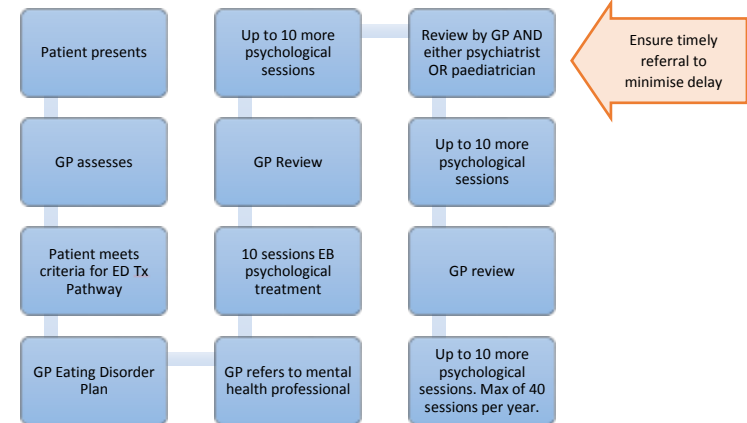 Patient presents
GP assesses
Patient meets
criteria for ED Tx
Pathway
GP Eating Disorder
Plan
GP refers to mental
health professional
10 sessions EB
psychological
treatment
GP Review
Up to 10 more
psychological
sessions
Review by GP AND
either psychiatrist
OR paediatrician
Ensure timely
referral to
minimise delay
Up to 10 more
psychological
sessions
GP review
Up to 10 more
psychological
sessions. Max of 40
sessions per year.